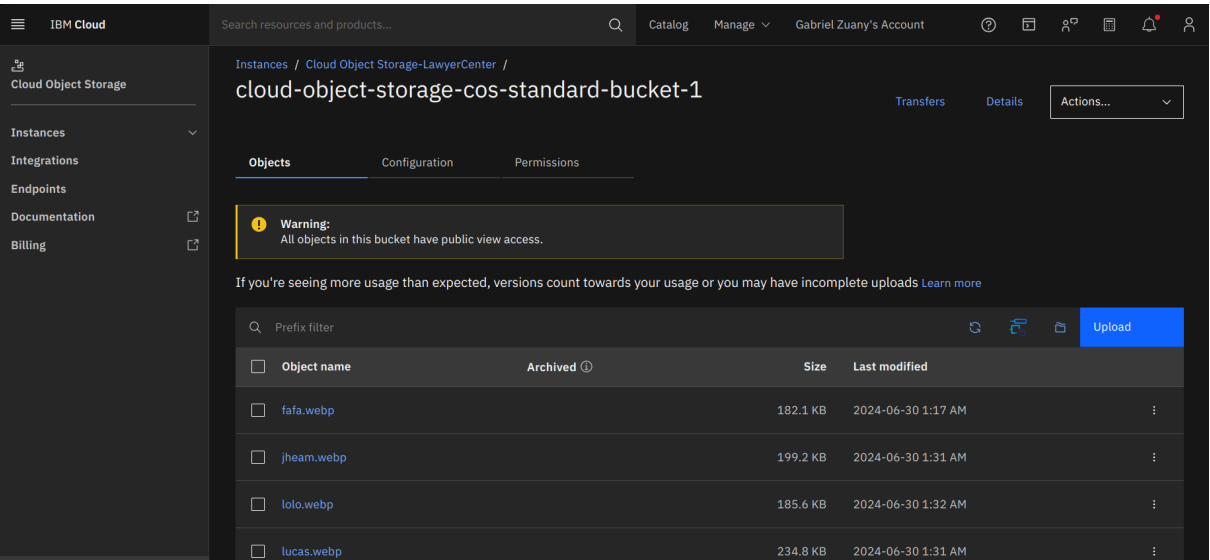 IBM Cloud
Search resources and products...
Catalog
Manage
Gabriel Zuany's Account
Cloud Object Storage
Instances
Integrations
Endpoints
Documentation
Billing
Instances / Cloud Object Storage-LawyerCenter /
cloud-object-storage-cos-standard-bucket-1
Transfers
Details
Actions...
Objects
Configuration
Permissions
Warning:
All objects in this bucket have public view access.
If you're seeing more usage than expected, versions count towards your usage or you may have incomplete uploads Learn more
Prefix filter
Upload
Object name Archived Size Last modified
fafa.webp 182.1 KB 2024-06-30 1:17 AM
jheam.webp 199.2 KB 2024-06-30 1:31 AM
lolo.webp 185.6 KB 2024-06-30 1:32 AM
lucas.webp 234.8 KB 2024-06-30 1:31 AM